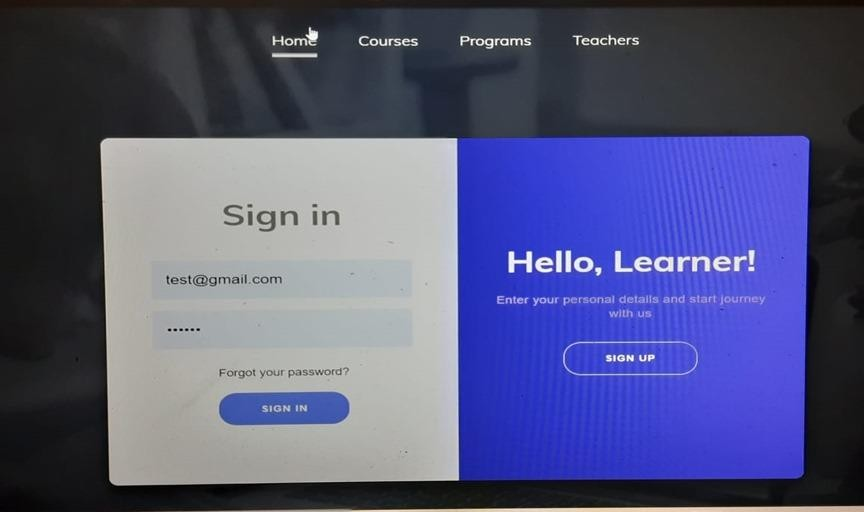 Home Courses Programs Teachers
Sign in
test@gmail.com
••••••
Forgot your password?
SIGN IN
Hello, Learner!
Enter your personal details and start journey
with us
SIGN UP